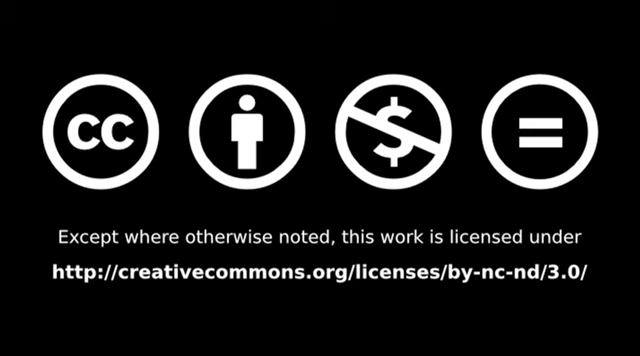 cc
$
=
Except where otherwise noted, this work is licensed under
http://creativecommons.org/licenses/by-nc-nd/3.0/